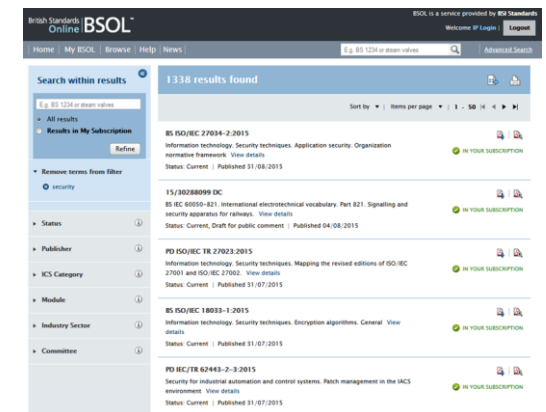 British Standards
Online BSOL
BSOL is a service provided by BSI Standards
Welcome IP Login | Logout
Home | My BSOL | Browse | Help | News |
E.g. BS 1234 or steam valves
Advanced Search
Search within results
E.g. BS 1234 or steam valves
All results
Results in My Subscription
Refine
Remove terms from filter
security
Status
Publisher
ICS Category
Module
Industry Sector
Committee
1338 results found
Sort by | Items per page | 1 - 50
BS ISO/IEC 27034-2:2015
Information technology. Security techniques. Application security. Organization
normative framework. View details
Status: Current | Published 31/08/2015
IN YOUR SUBSCRIPTION
15/30288099 DC
BS IEC 60050-821. International electrotechnical vocabulary. Part 821. Signalling and
security apparatus for railways. View details
Status: Current, Draft for public comment | Published 04/08/2015
IN YOUR SUBSCRIPTION
PD ISO/IEC TR 27023:2015
Information technology. Security techniques. Mapping the revised editions of ISO/IEC
27001 and ISO/IEC 27002. View details
Status: Current | Published 31/07/2015
IN YOUR SUBSCRIPTION
BS ISO/IEC 18033-1:2015
Information technology. Security techniques. Encryption algorithms. General View
details
Status: Current | Published 31/07/2015
IN YOUR SUBSCRIPTION
PD IEC/TR 62443-2-3:2015
Security for industrial automation and control systems. Patch management in the IACS
environment View details
Status: Current | Published 31/07/2015
IN YOUR SUBSCRIPTION